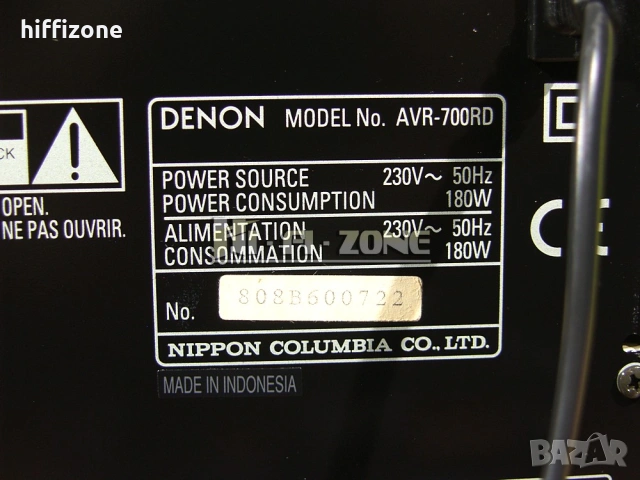 hiffizone
DENON MODEL No. AVR-700RD
CK
OPEN.
NE PAS OUVRIR.
POWER SOURCE 230V~ 50Hz
POWER CONSUMPTION 180W
ALIMENTATION 230V~ 50Hz
CONSOMMATION 180W
HI-FI-ZONE
No. 808B600722
NIPPON COLUMBIA CO., LTD.
MADE IN INDONESIA
CE
BAZAR